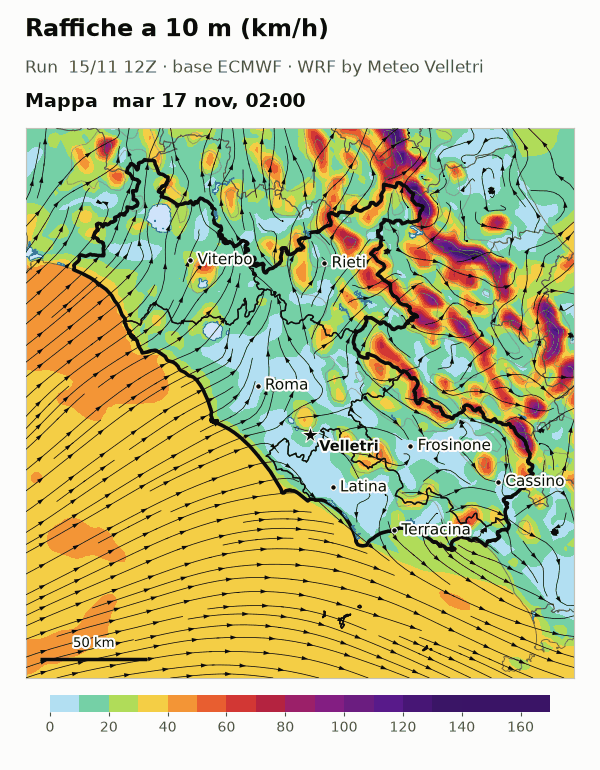 Raffiche a 10 m (km/h)
Run  15/11 12Z · base ECMWF · WRF by Meteo Velletri
Mappa  mar 17 nov, 02:00
Viterbo
Rieti
Roma
Velletri
Frosinone
Cassino
Latina
Terracina
50 km
0 20 40 60 80 100 120 140 160